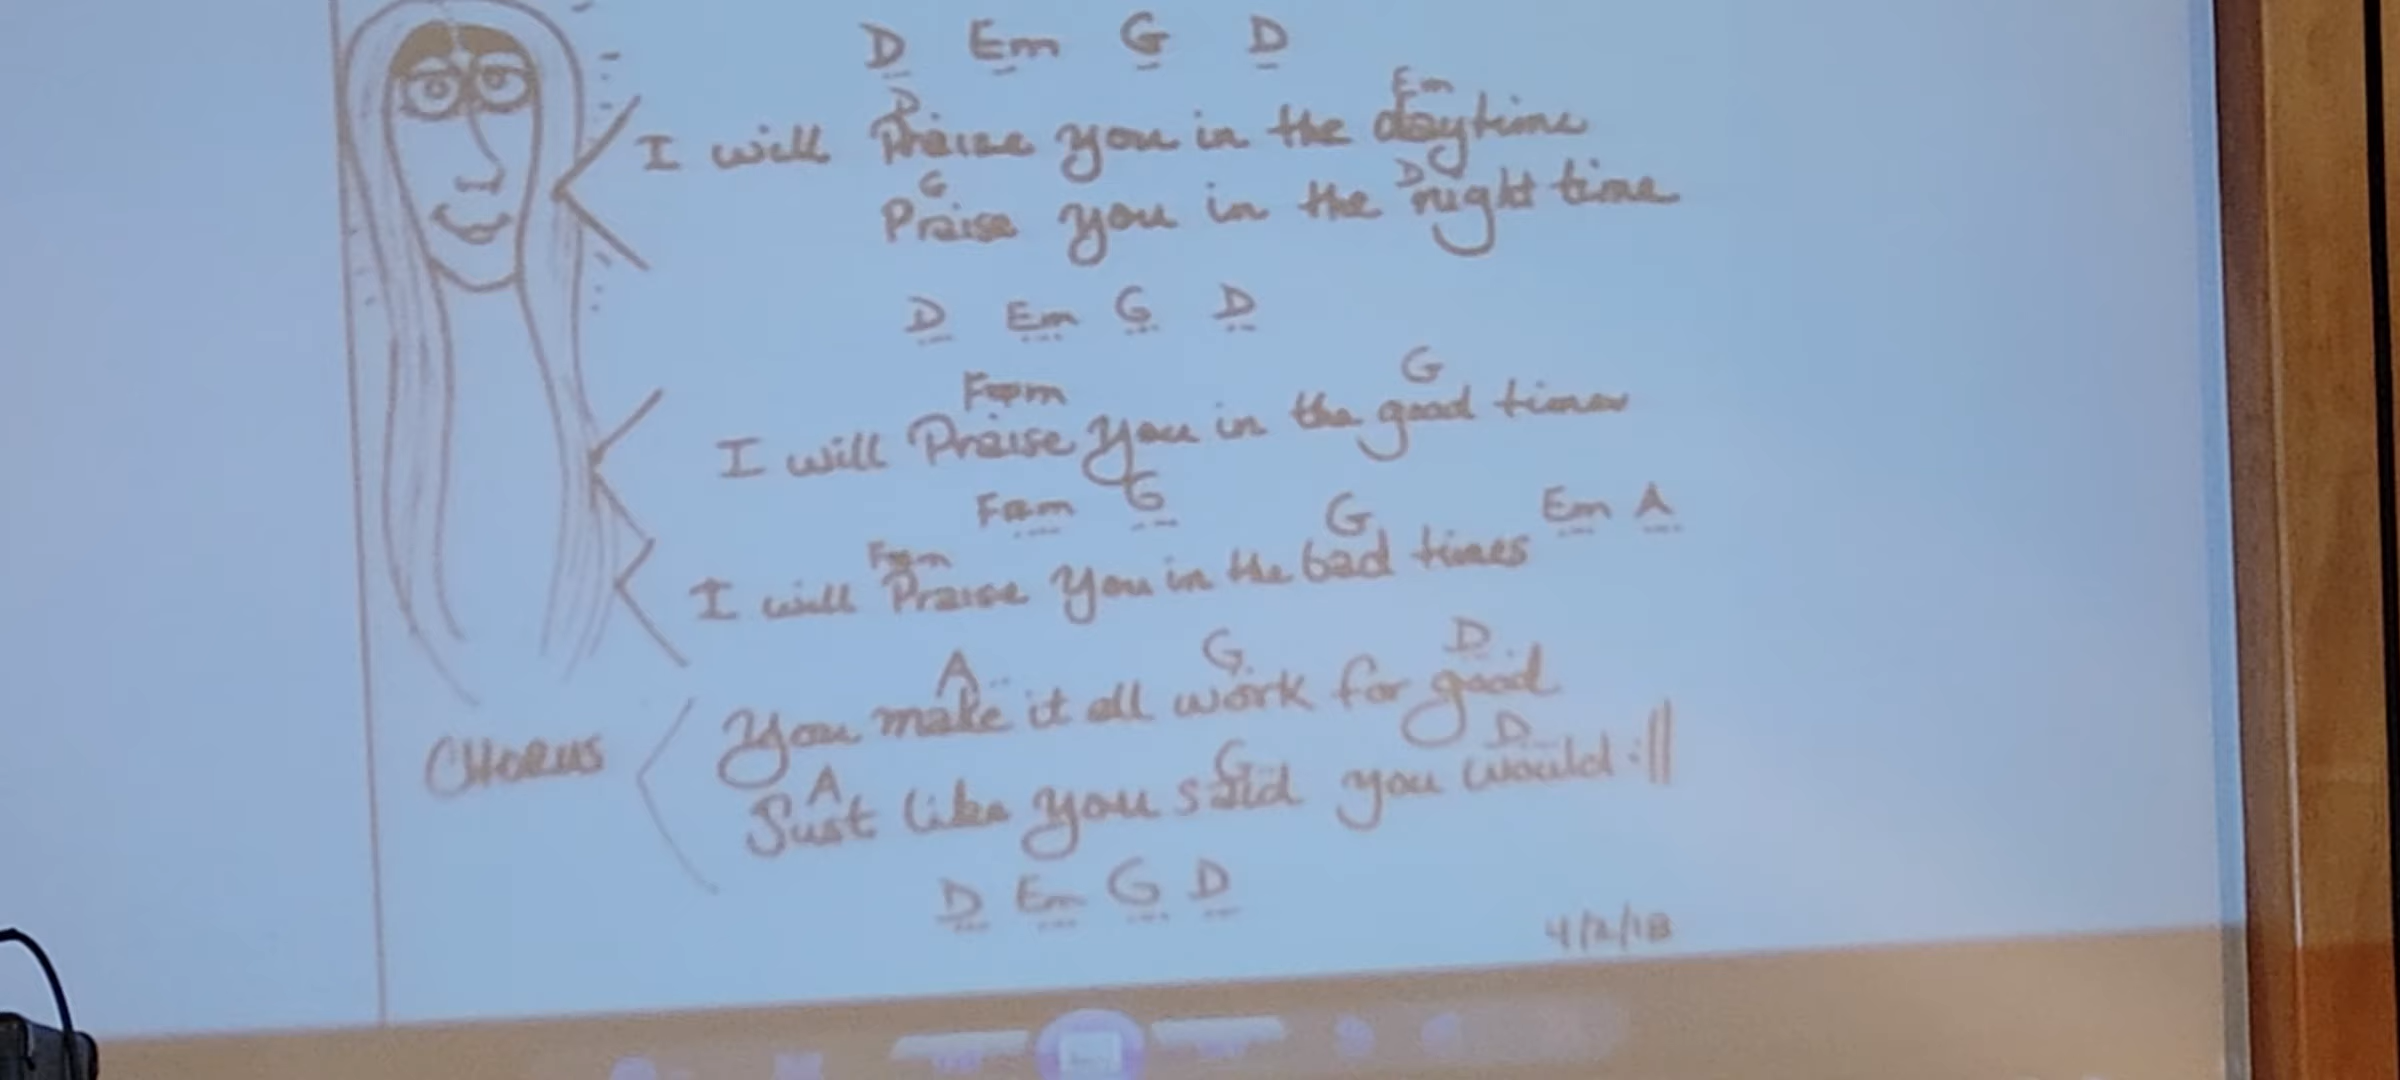 D Em G D
D Em
I will Praise you in the daytime
G D
Praise you in the night time
D Em G D
G
I will Praise you in the good times
G
G Em A
I will Praise you in the bad times
A G D
You make it all work for good
A G D
CHORUS Just like you said you would :||
D Em G D
4/2/18